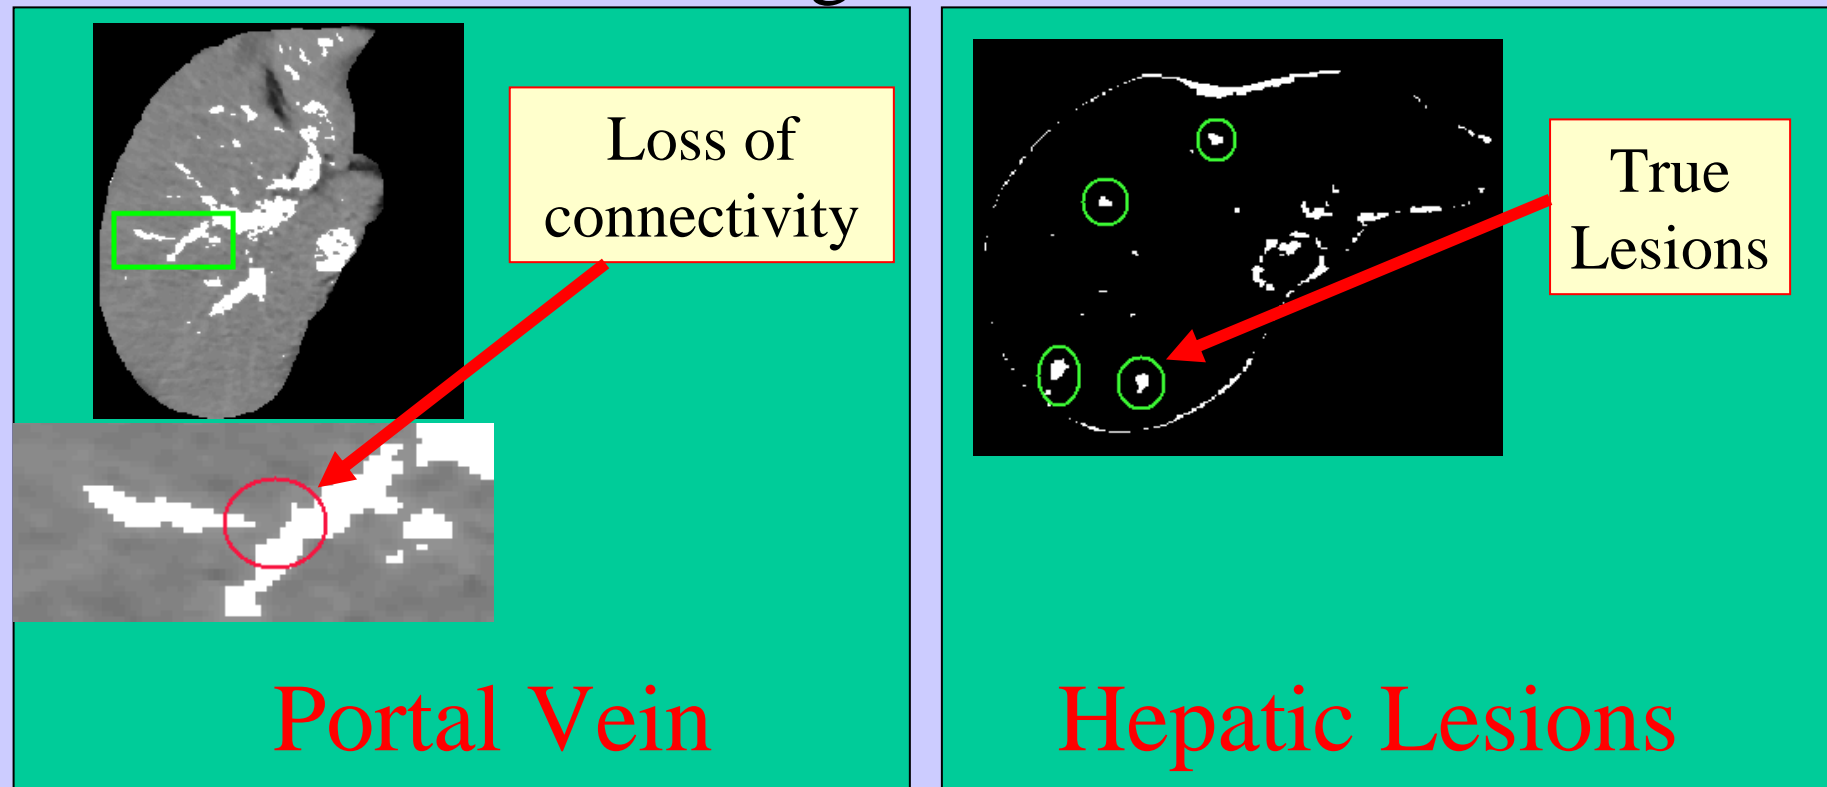 Loss of
connectivity
Portal Vein
True
Lesions
Hepatic Lesions